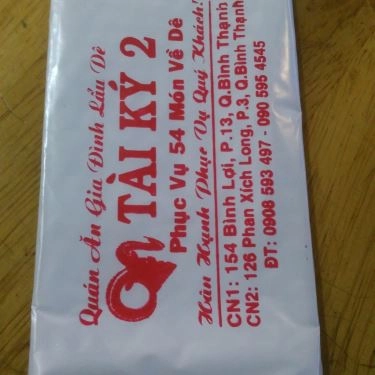 Quán Ăn Gia Đình Lẩu Dê
TÀI KÝ 2
Phục Vụ 54 Món Về Dê
Hân Hạnh Phục Vụ Quý Khách!
CN1: 154 Bình Lợi, P.13, Q.Bình Thạnh
CN2: 126 Phan Xích Long, P.3, Q.Bình Thạnh
ĐT: 0908 593 497 - 090 595 4545